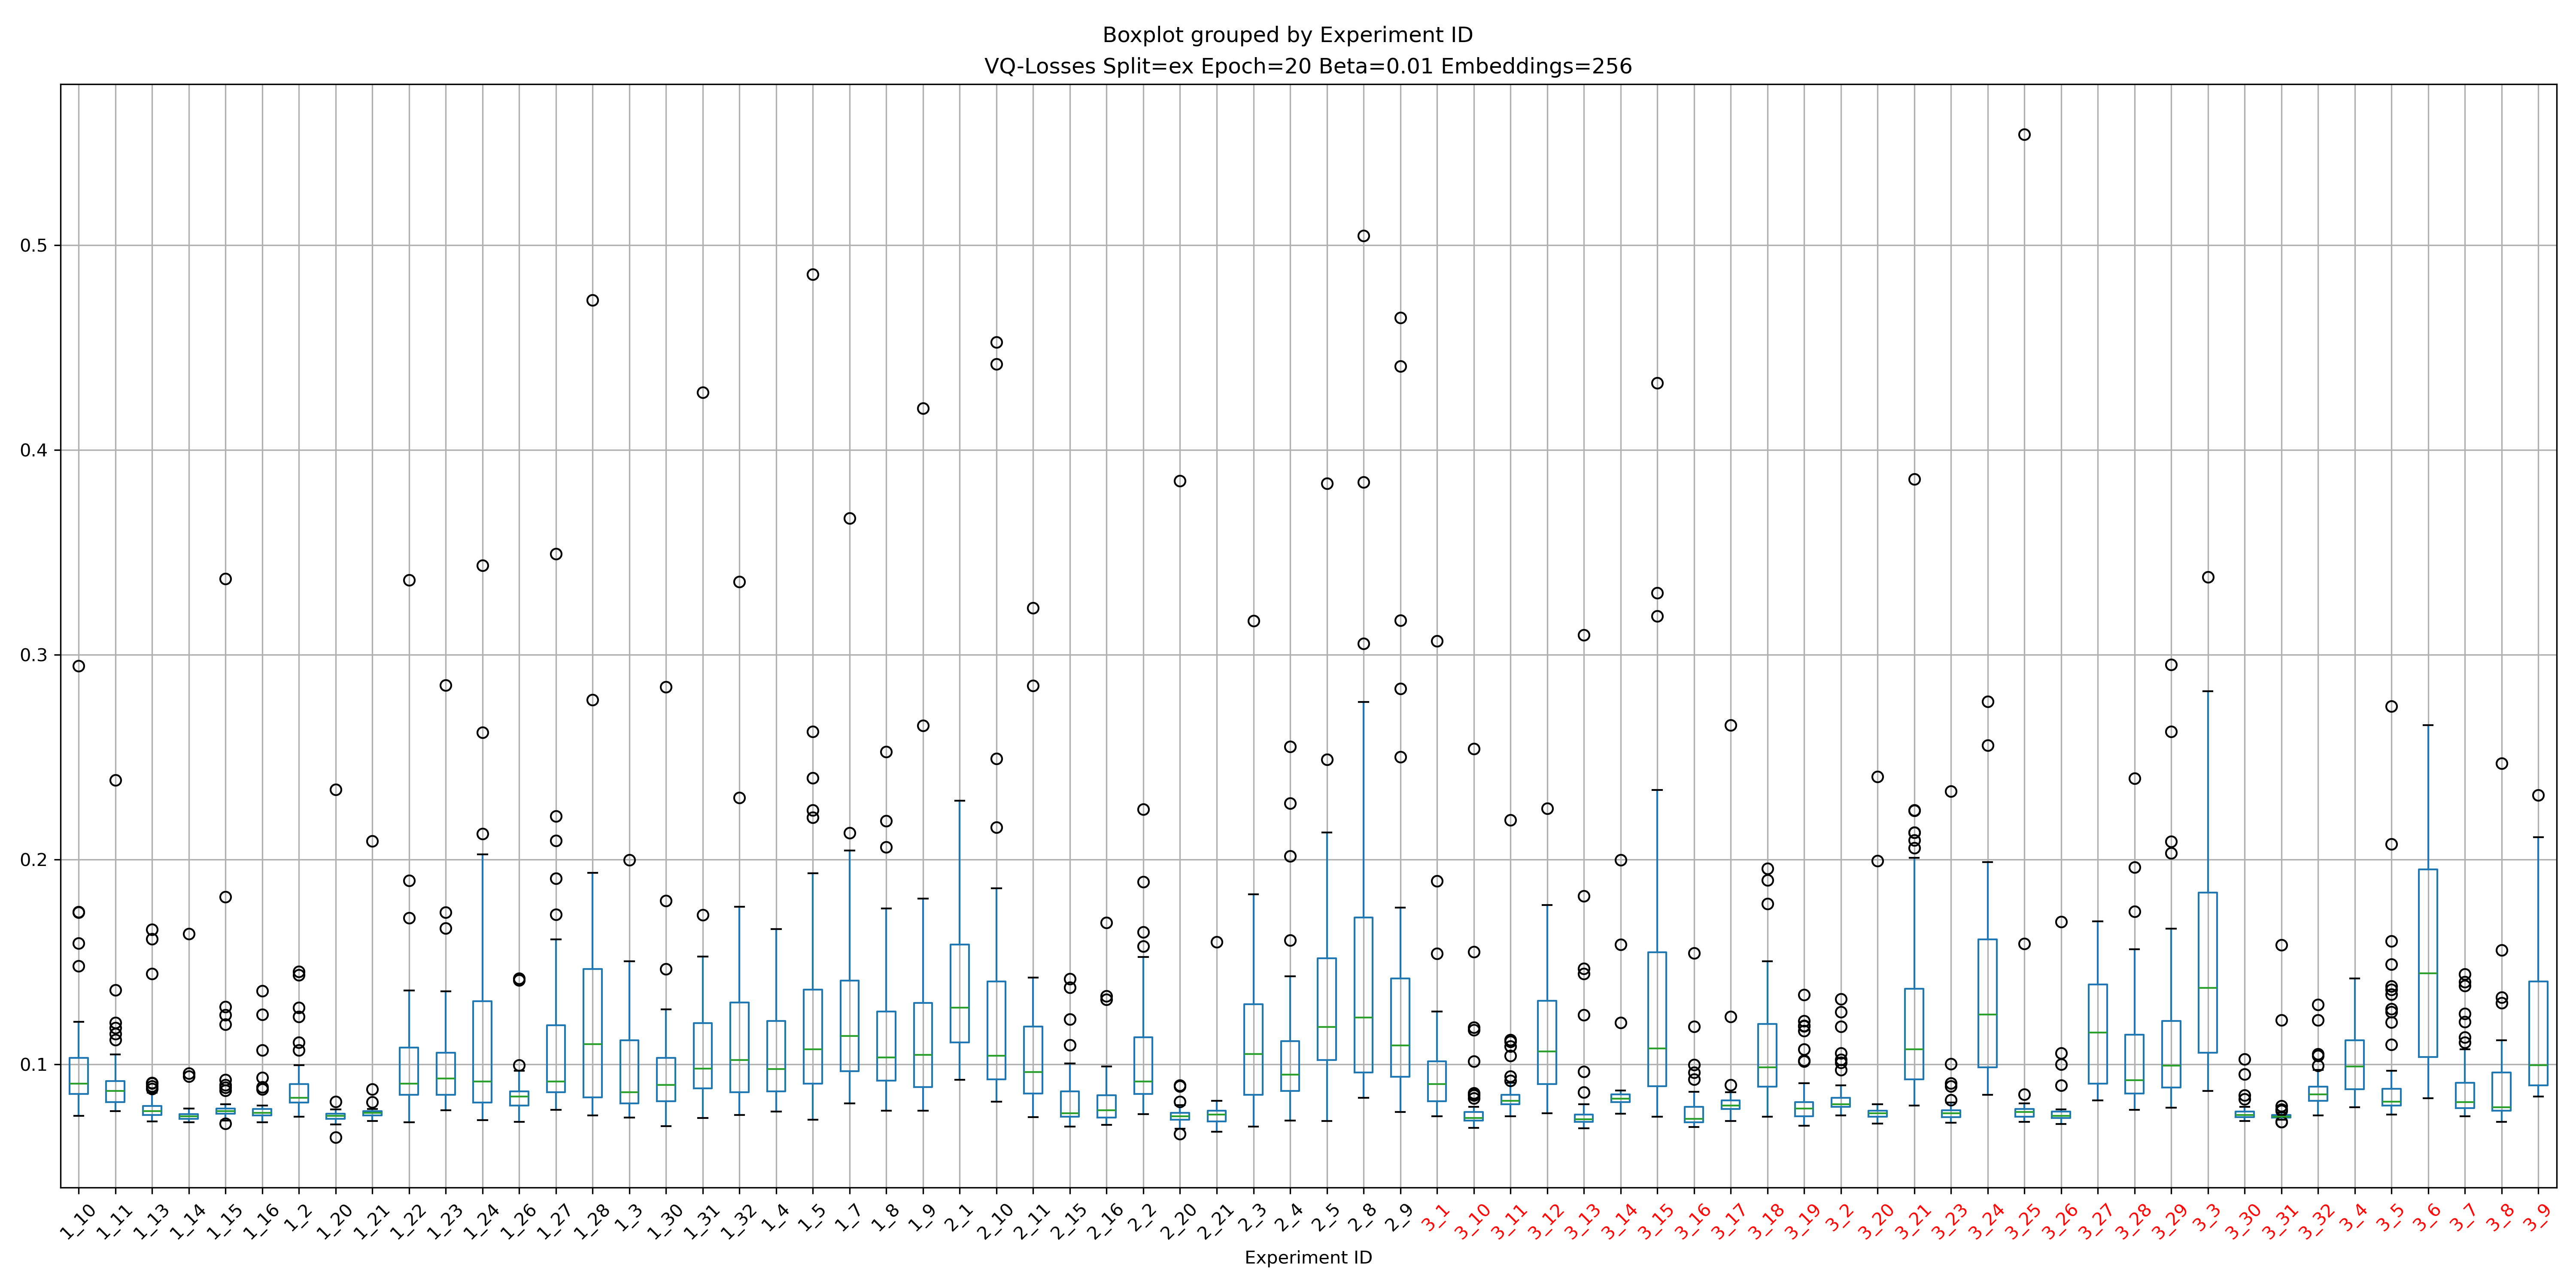 Boxplot grouped by Experiment ID
VQ-Losses Split=ex Epoch=20 Beta=0.01 Embeddings=256
0.5
0.4
0.3
0.2
0.1
1_10 1_11 1_13 1_14 1_15 1_16 1_2 1_20 1_21 1_22 1_23 1_24 1_26 1_27 1_28 1_3 1_30 1_31 1_32 1_4 1_5 1_7 1_8 1_9 2_1 2_10 2_11 2_15 2_16 2_2 2_20 2_21 2_3 2_4 2_5 2_8 2_9 3_1 3_10 3_11 3_12 3_13 3_14 3_15 3_16 3_17 3_18 3_19 3_2 3_20 3_21 3_23 3_24 3_25 3_26 3_27 3_28 3_29 3_3 3_30 3_31 3_32 3_4 3_5 3_6 3_7 3_8 3_9
Experiment ID